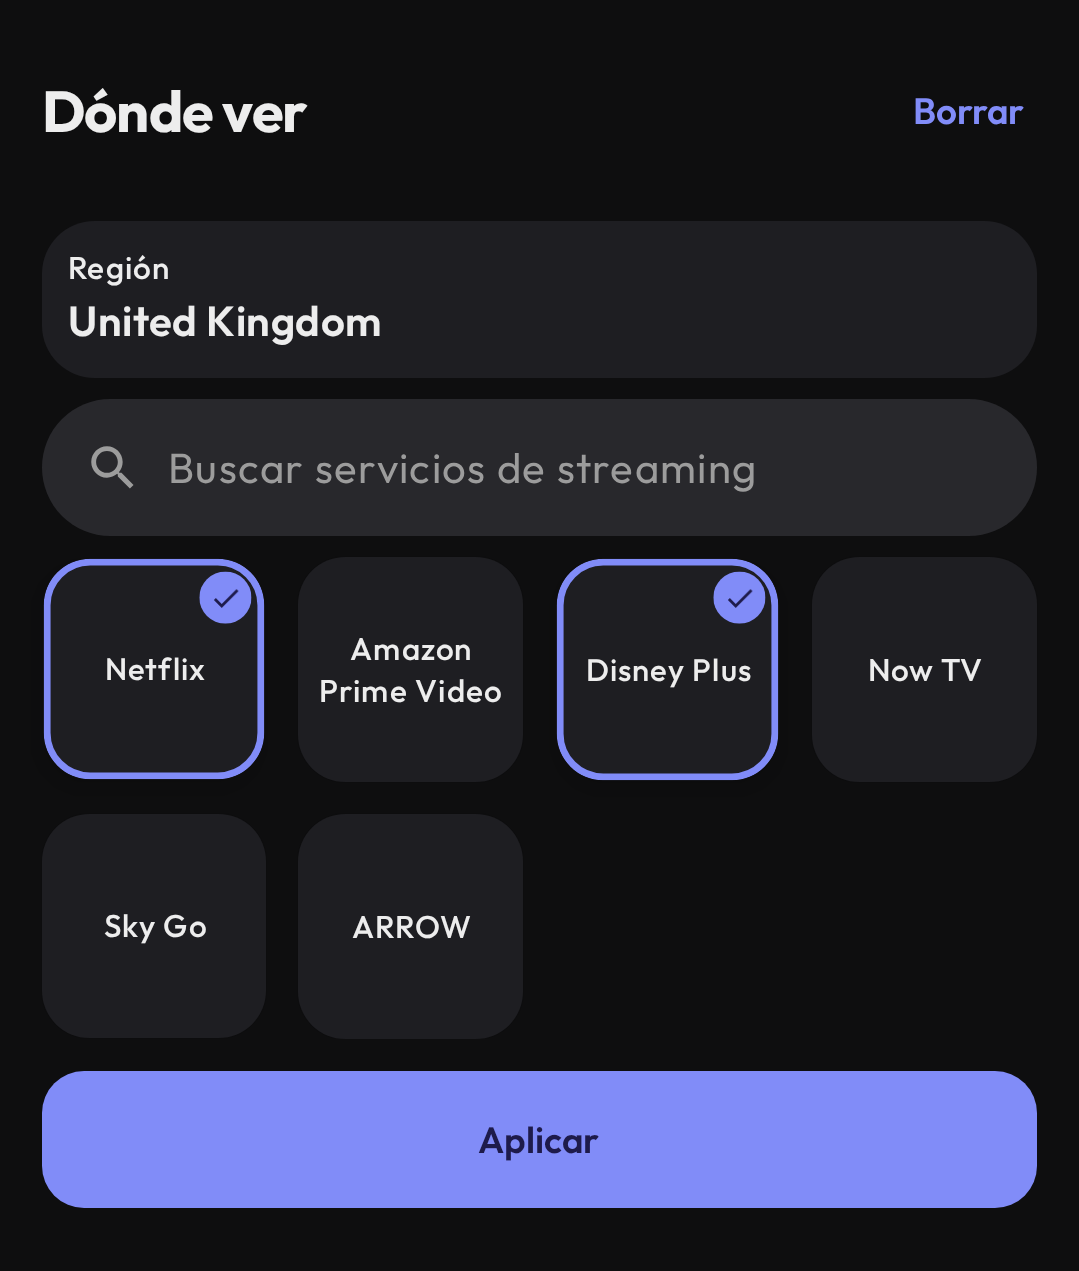 Dónde ver
Borrar
Región
United Kingdom
Buscar servicios de streaming
Netflix
Amazon
Prime Video
Disney Plus
Now TV
Sky Go
ARROW
Aplicar